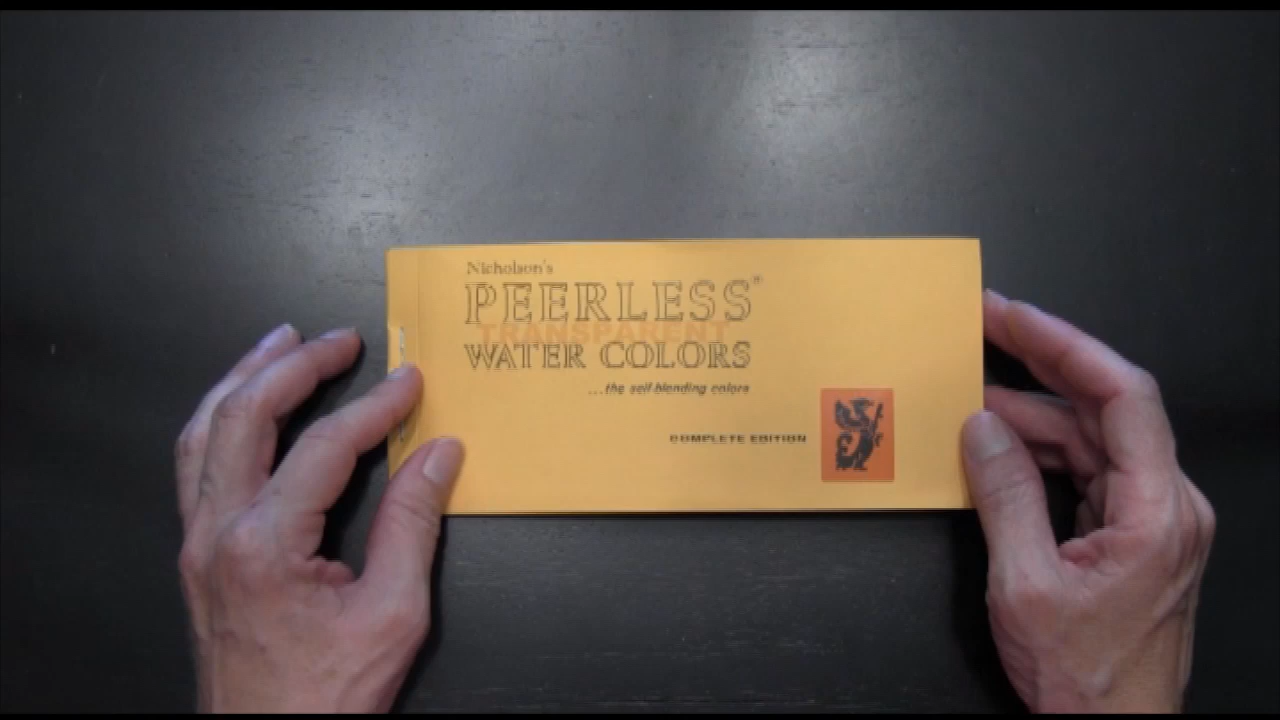 Nicholson's
PEERLESS®
TRANSPARENT
WATER COLORS
...the self-blending colors
COMPLETE EDITION